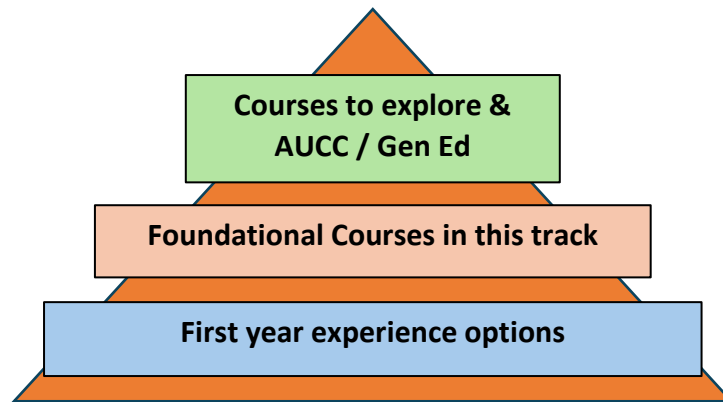 Courses to explore &
AUCC / Gen Ed
Foundational Courses in this track
First year experience options